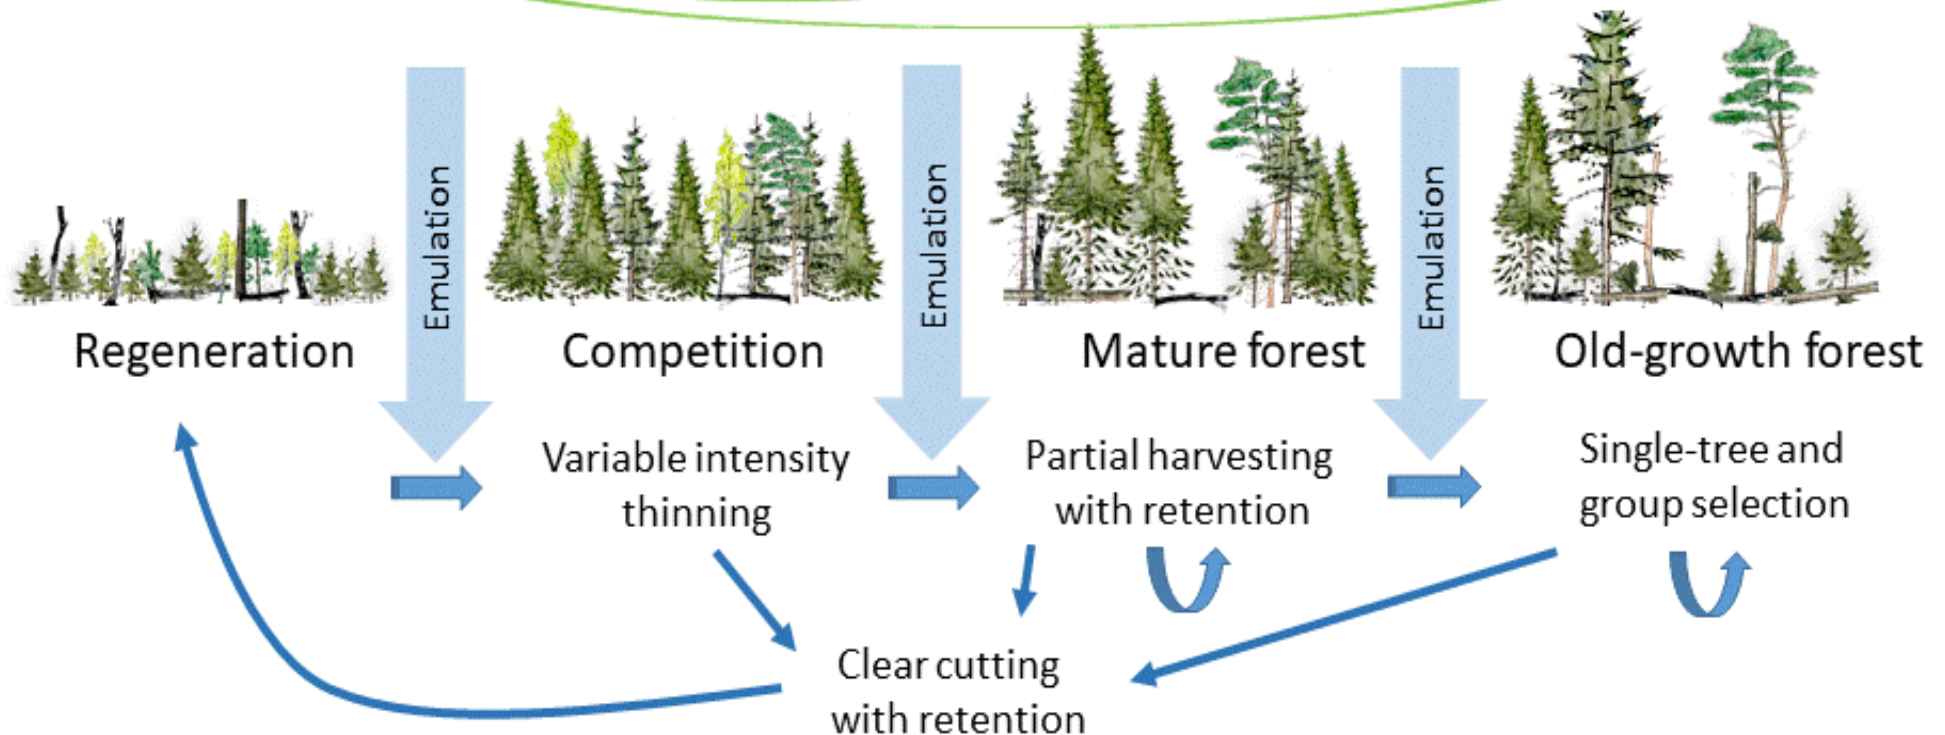 Emulation
Emulation
Emulation
Regeneration
Competition
Mature forest
Old-growth forest
Variable intensity
thinning
Partial harvesting
with retention
Single-tree and
group selection
Clear cutting
with retention